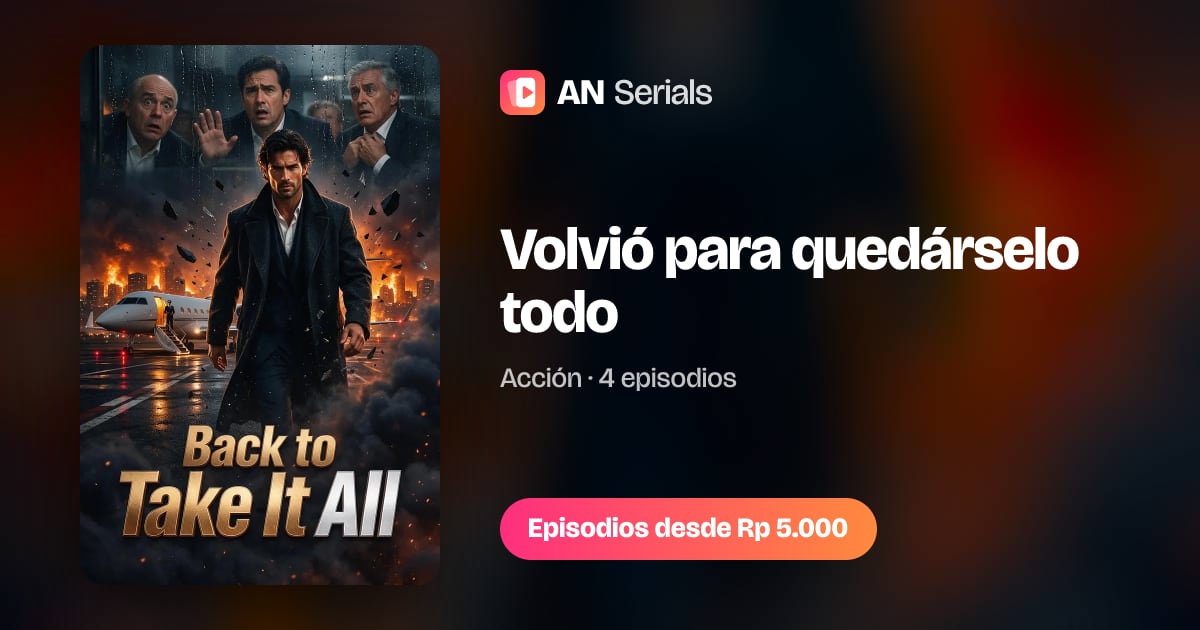 AN Serials
Volvió para quedárselo
todo
Acción · 4 episodios
Episodios desde Rp 5.000
Back to
Take It All